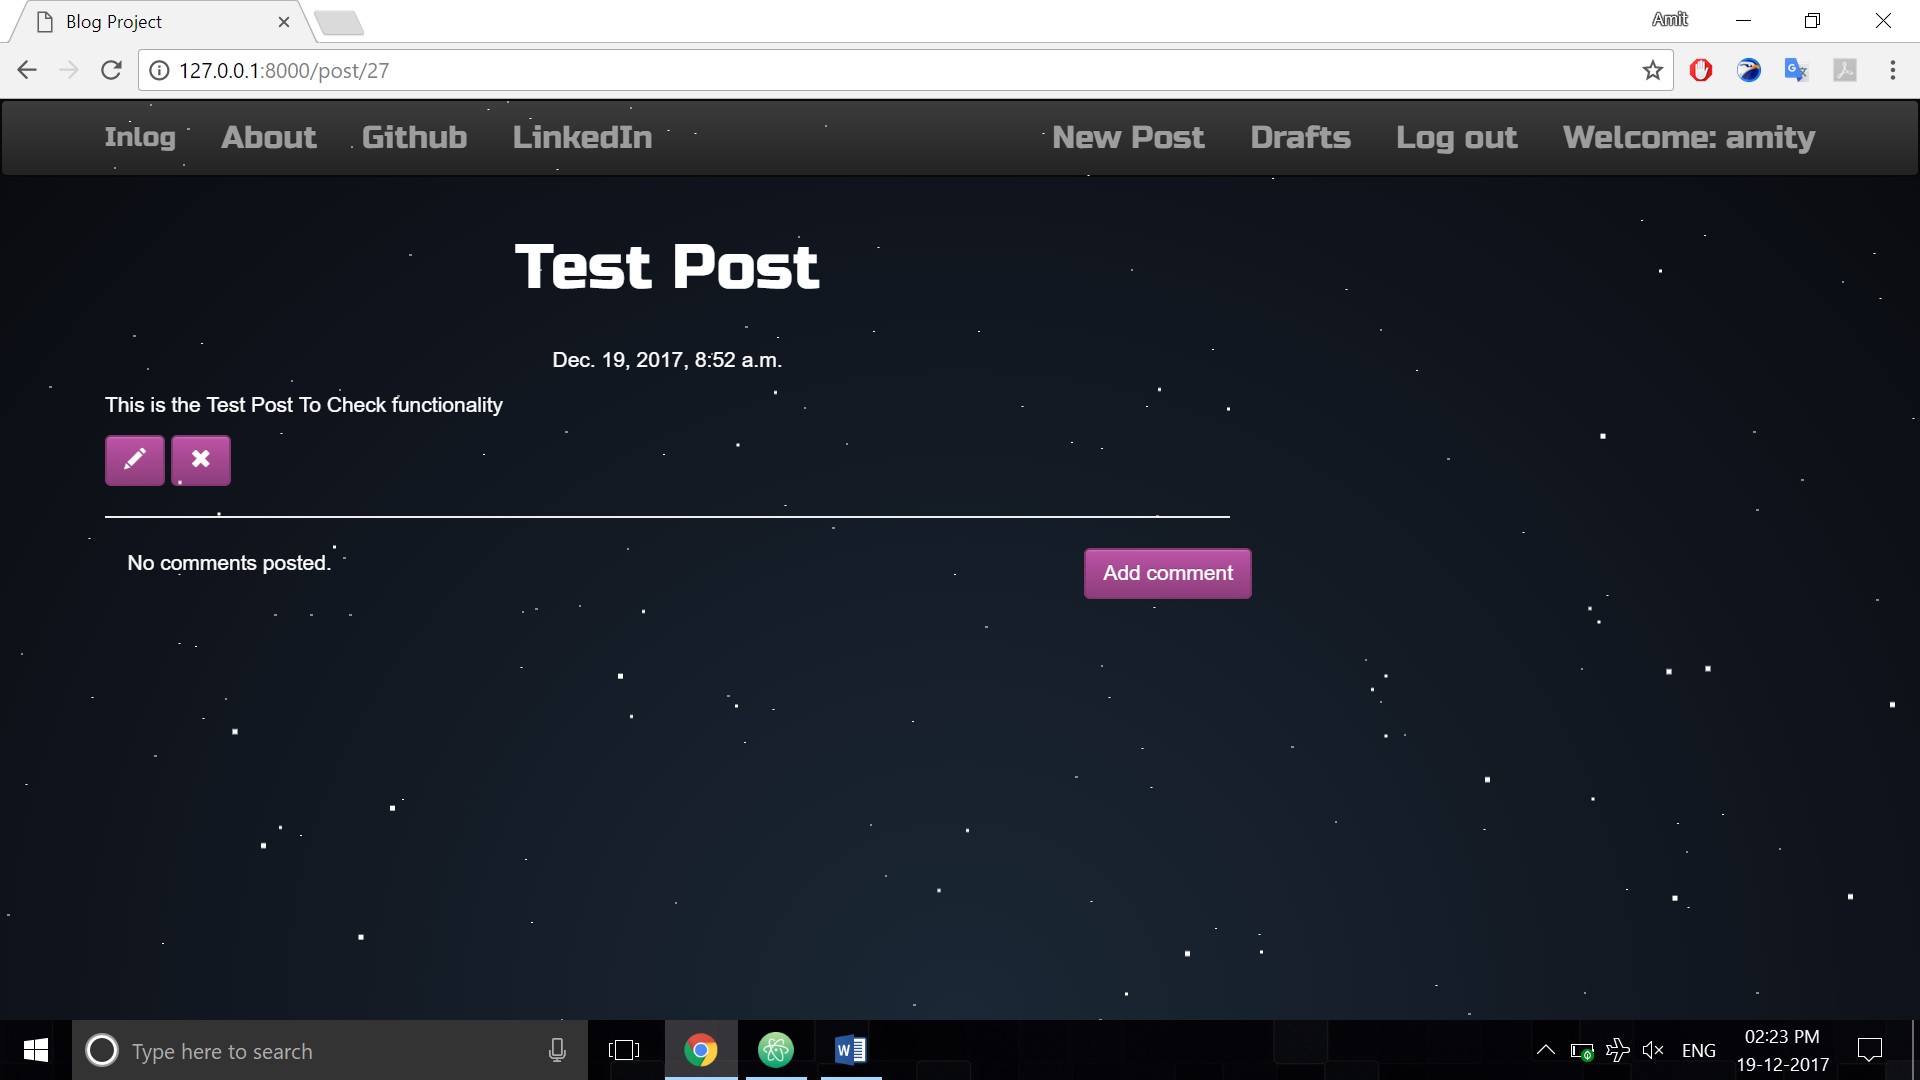 Blog Project
Amit
127.0.0.1:8000/post/27
Inlog About Github LinkedIn New Post Drafts Log out Welcome: amity
Test Post
Dec. 19, 2017, 8:52 a.m.
This is the Test Post To Check functionality
No comments posted.
Add comment
Type here to search
ENG
02:23 PM
19-12-2017